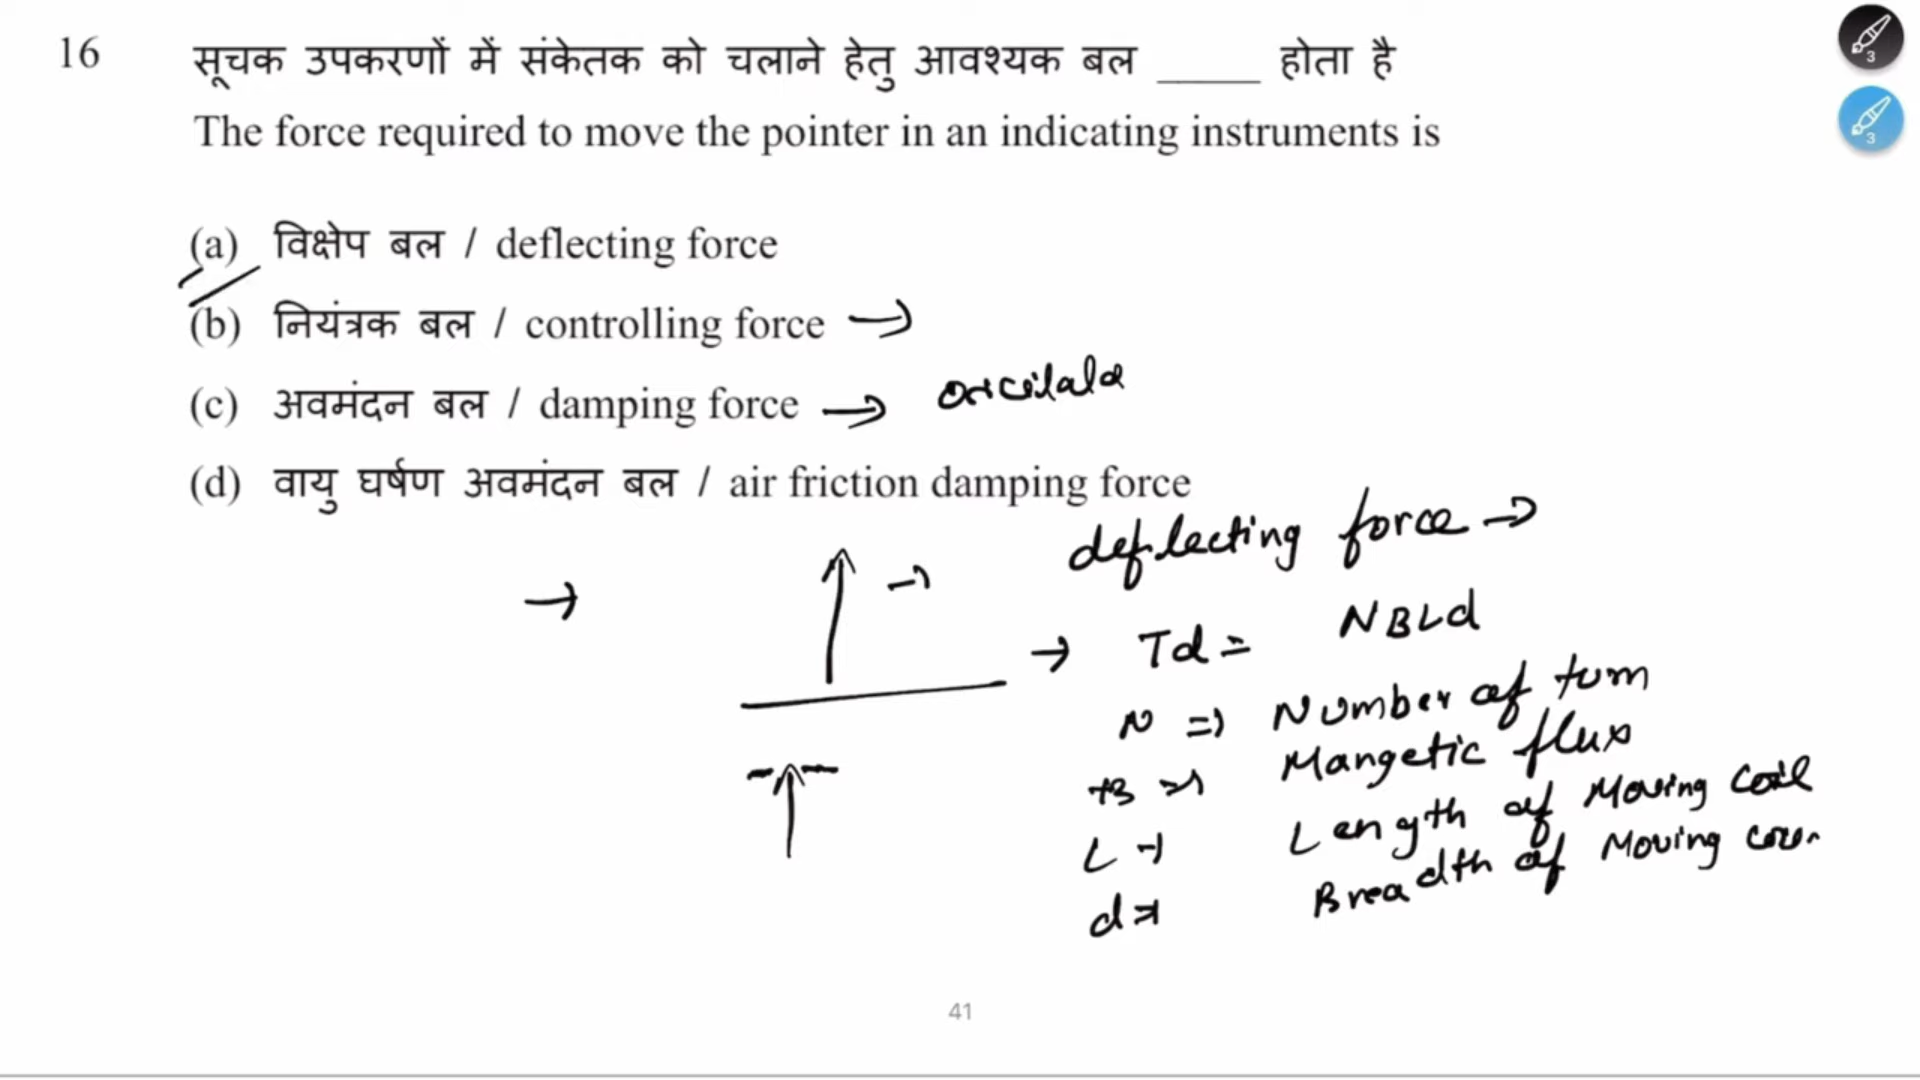 16 सूचक उपकरणों में संकेतक को चलाने हेतु आवश्यक बल _____ होता है
The force required to move the pointer in an indicating instruments is
(a) विक्षेप बल / deflecting force
(b) नियंत्रक बल / controlling force →
(c) अवमंदन बल / damping force →
(d) वायु घर्षण अवमंदन बल / air friction damping force
deflecting force →
→ Td = NBLd
N ⇒ Number of turn
B ⇒ Mangetic flux
L → Length of Moving coil
d ⇒ Breadth of Moving
41
3
3